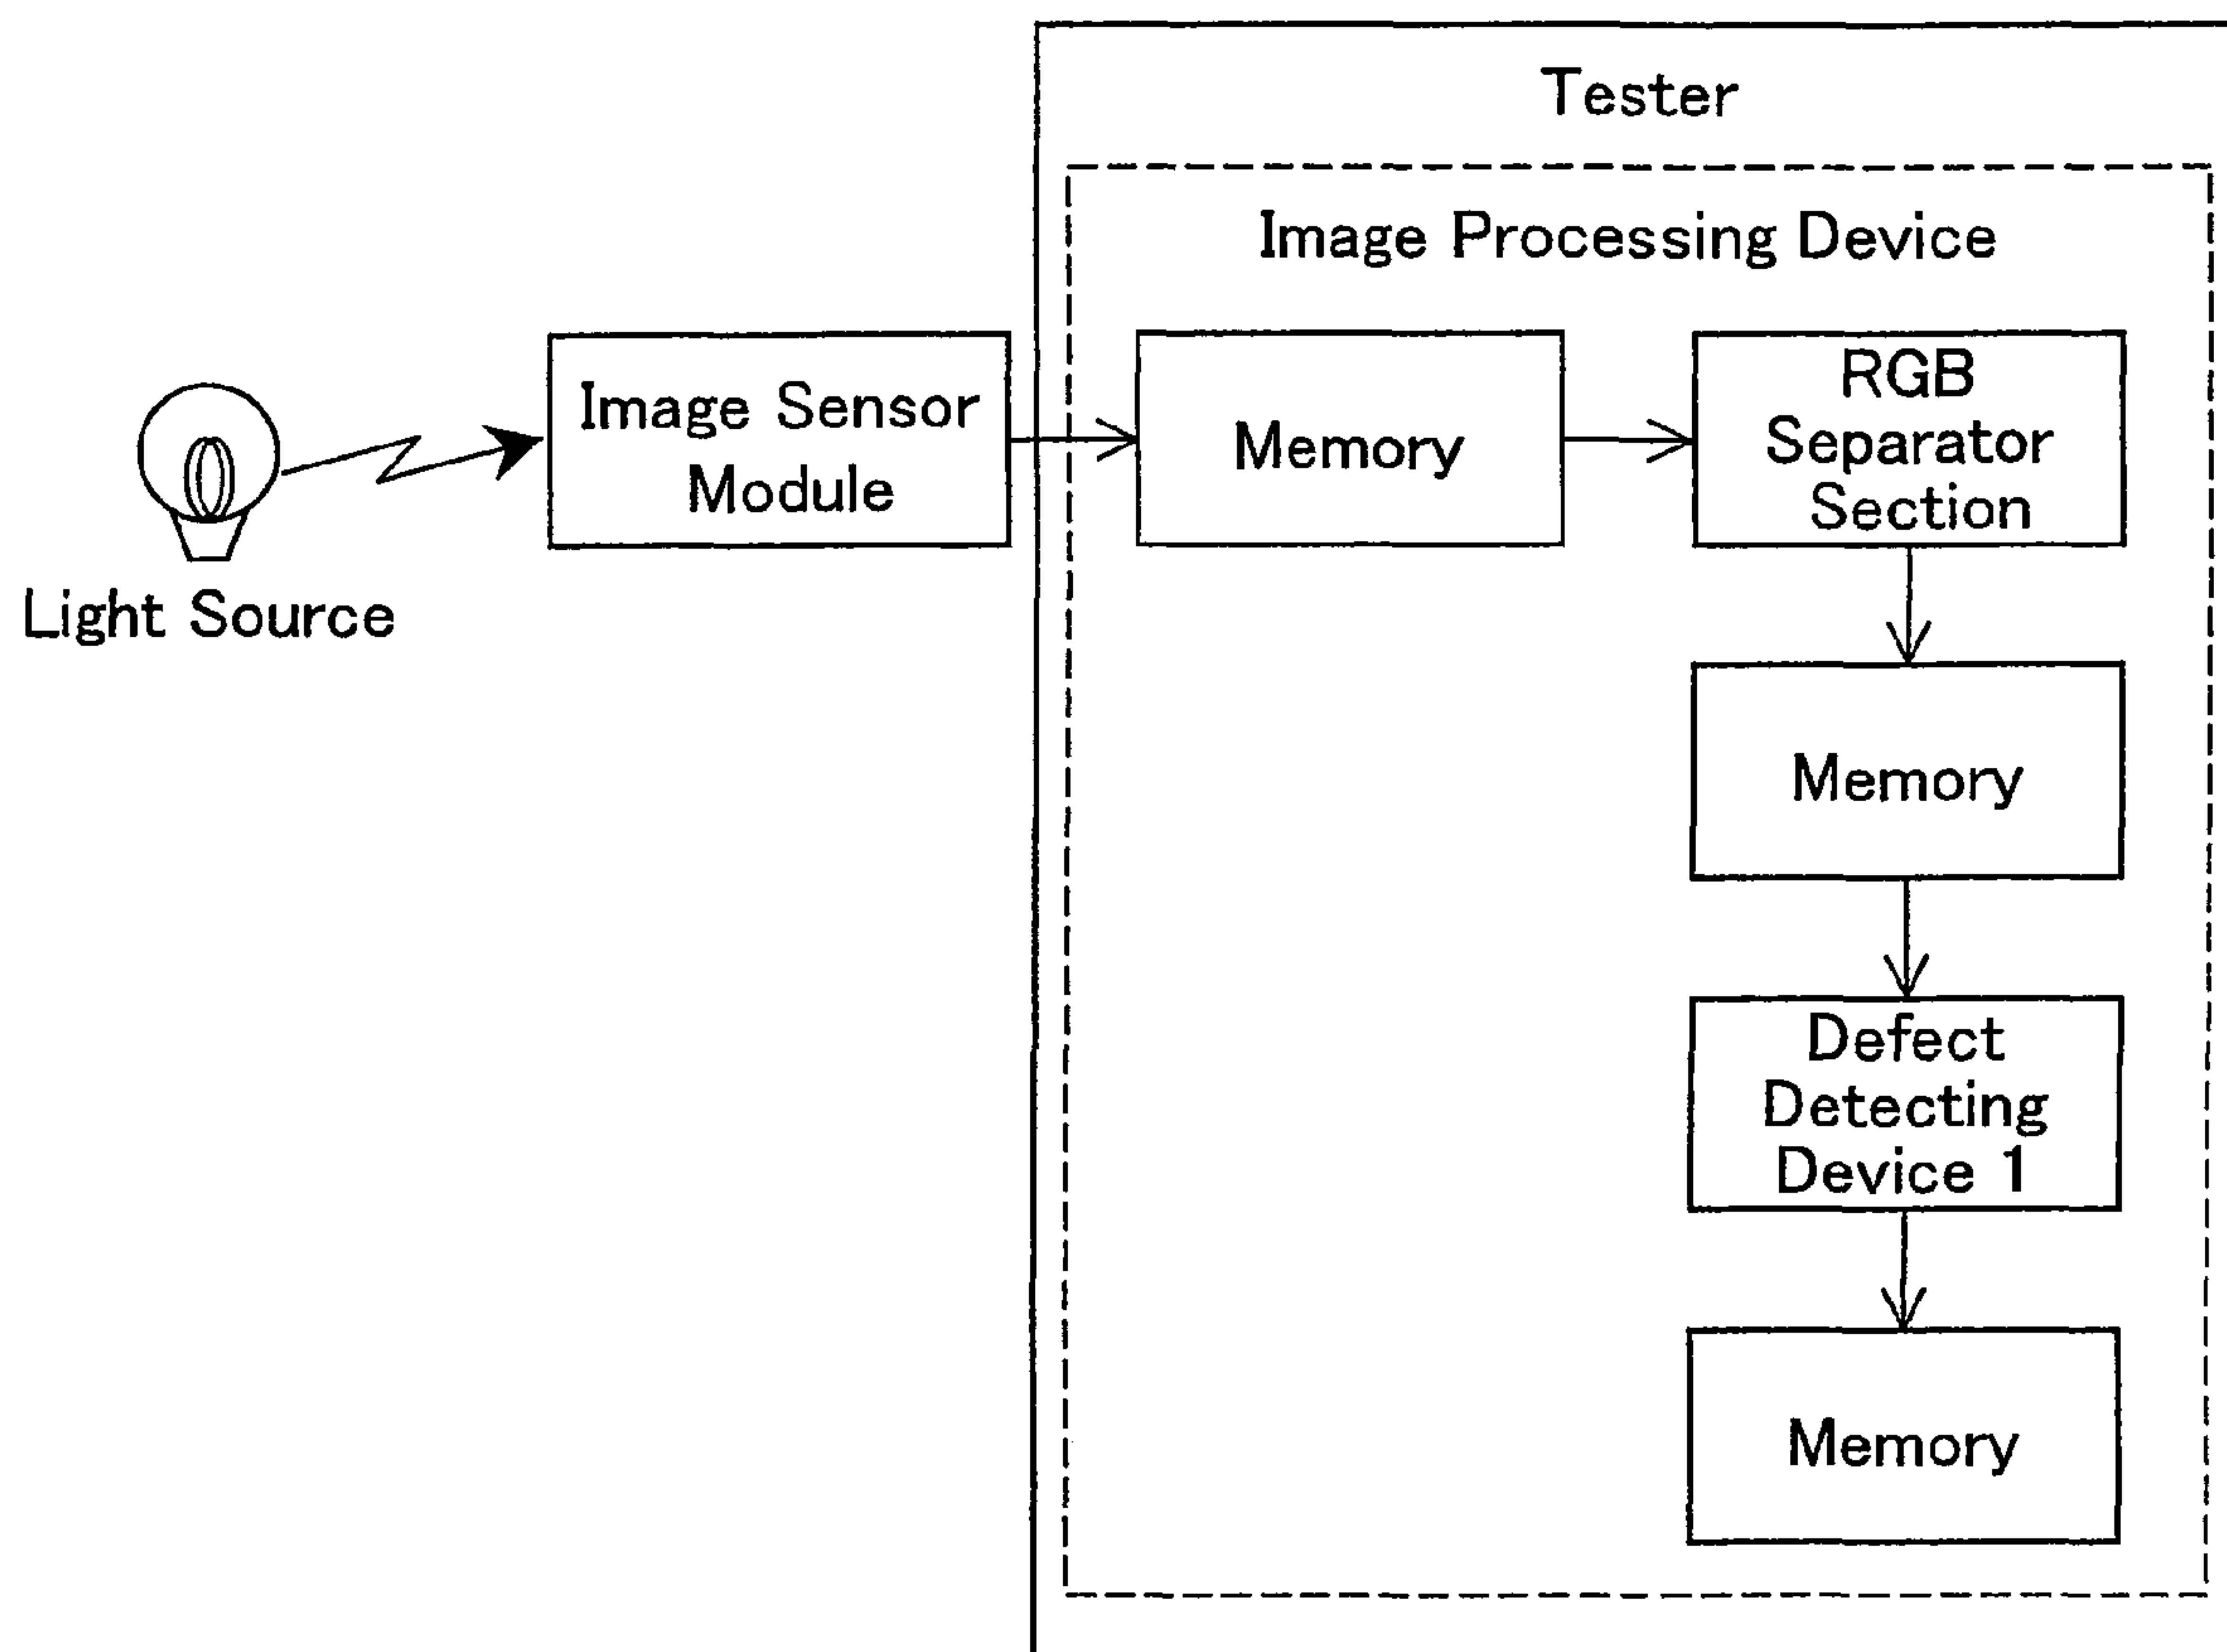 Tester
Image Processing Device
Image Sensor
Module
Memory
RGB
Separator
Section
Light Source
Memory
Defect
Detecting
Device 1
Memory